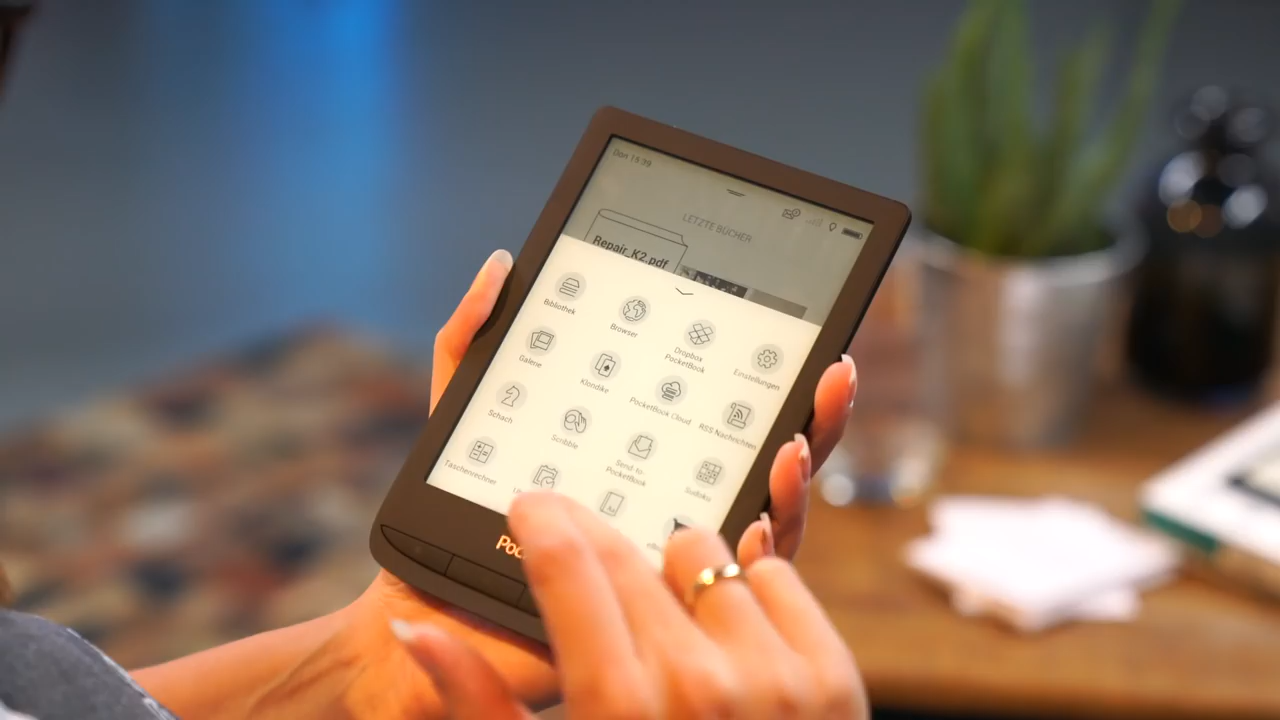 Don 15:39
LETZTE BÜCHER
Repair_K2.pdf
Bibliothek
Browser
Dropbox
PocketBook
Einstellungen
Galerie
Klondike
PocketBook Cloud
RSS Nachrichten
Schach
Scribble
Send-to-
PocketBook
Sudoku
Taschenrechner